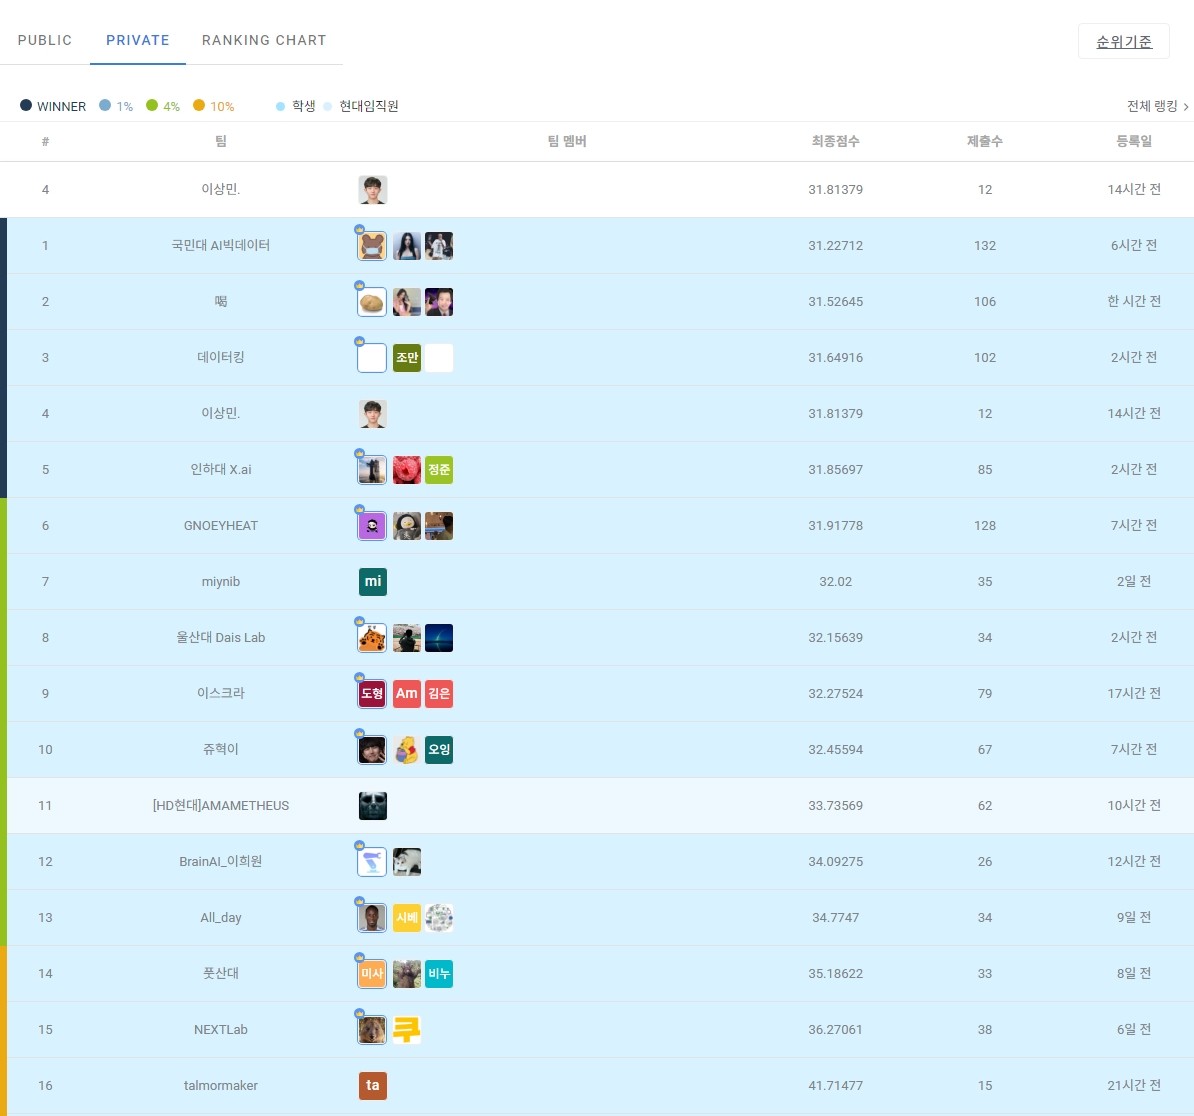 PUBLIC PRIVATE RANKING CHART 순위기준
WINNER 1% 4% 10% 학생 현대임직원 전체 랭킹
# 팀 팀 멤버 최종점수 제출수 등록일
4 이상민. 31.81379 12 14시간 전
1 국민대 AI빅데이터 31.22712 132 6시간 전
2 喝 31.52645 106 한 시간 전
3 데이터킹 조만 31.64916 102 2시간 전
4 이상민. 31.81379 12 14시간 전
5 인하대 X.ai 정준 31.85697 85 2시간 전
6 GNOEYHEAT 31.91778 128 7시간 전
7 miynib mi 32.02 35 2일 전
8 울산대 Dais Lab 32.15639 34 2시간 전
9 이스크라 도형 Am 김은 32.27524 79 17시간 전
10 쥬혁이 오잉 32.45594 67 7시간 전
11 [HD현대]AMAMETHEUS 33.73569 62 10시간 전
12 BrainAI_이희원 34.09275 26 12시간 전
13 All_day 시베 34.7747 34 9일 전
14 풋산대 미사 비누 35.18622 33 8일 전
15 NEXTLab 쿠 36.27061 38 6일 전
16 talmormaker ta 41.71477 15 21시간 전